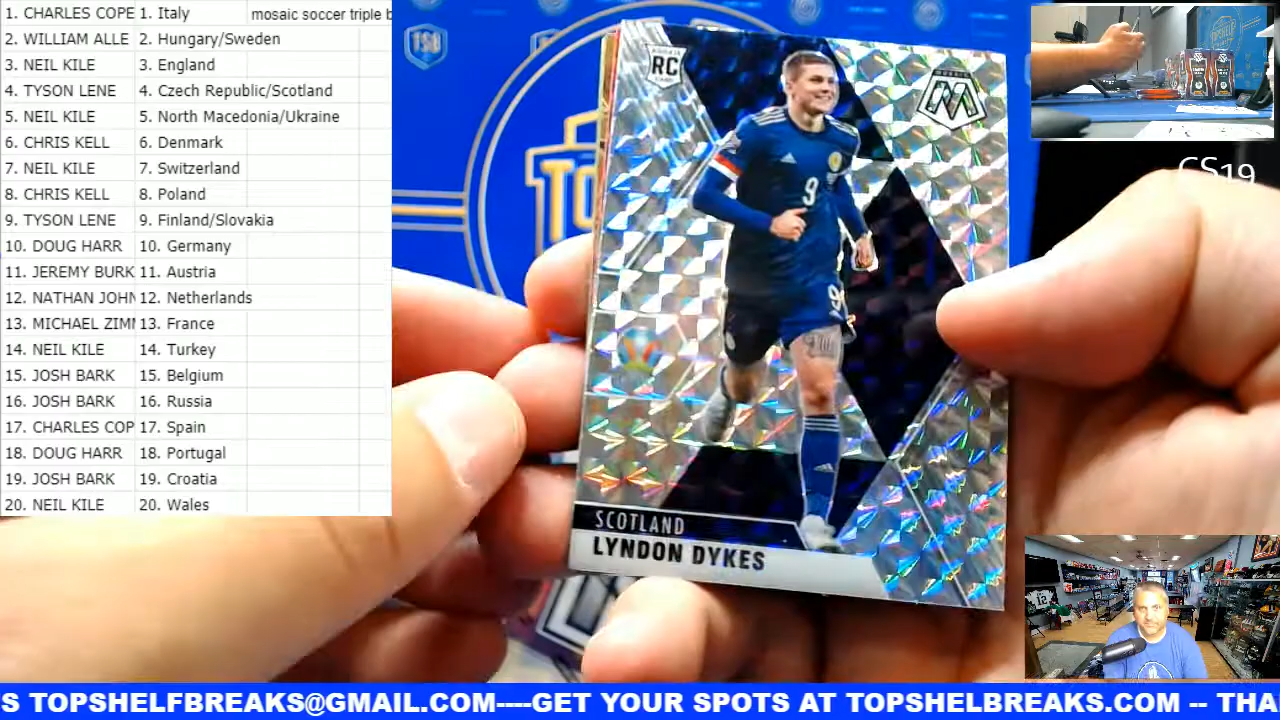 1. CHARLES COPE 1. Italy mosaic soccer triple b
2. WILLIAM ALLE 2. Hungary/Sweden
3. NEIL KILE 3. England
4. TYSON LENE 4. Czech Republic/Scotland
5. NEIL KILE 5. North Macedonia/Ukraine
6. CHRIS KELL 6. Denmark
7. NEIL KILE 7. Switzerland
8. CHRIS KELL 8. Poland
9. TYSON LENE 9. Finland/Slovakia
10. DOUG HARR 10. Germany
11. JEREMY BURK 11. Austria
12. NATHAN JOHN 12. Netherlands
13. MICHAEL ZIMM 13. France
14. NEIL KILE 14. Turkey
15. JOSH BARK 15. Belgium
16. JOSH BARK 16. Russia
17. CHARLES COP 17. Spain
18. DOUG HARR 18. Portugal
19. JOSH BARK 19. Croatia
20. NEIL KILE 20. Wales
TSB
TO
RC
MOSAIC
M
9
9
SCOTLAND
LYNDON DYKES
CS19
S TOPSHELFBREAKS@GMAIL.COM----GET YOUR SPOTS AT TOPSHELBREAKS.COM -- THA